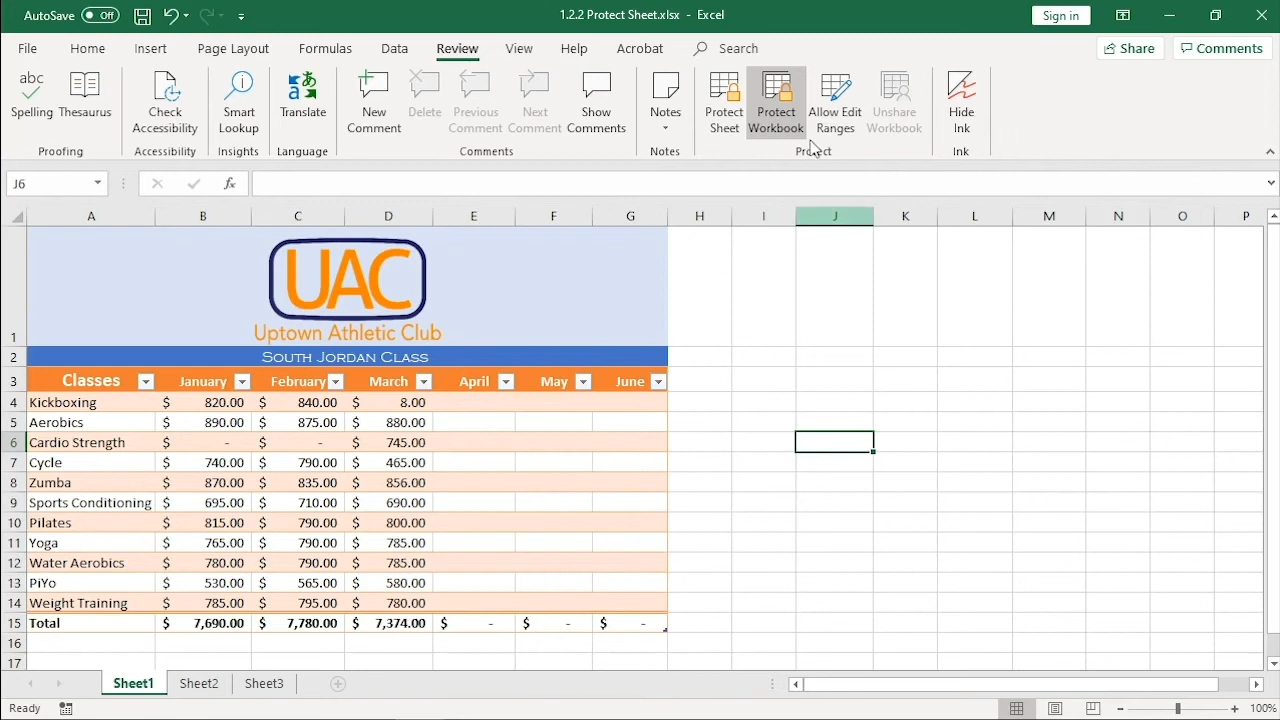 AutoSave Off 1.2.2 Protect Sheet.xlsx - Excel Sign in
File Home Insert Page Layout Formulas Data Review View Help Acrobat Search Share Comments
abc
Spelling Thesaurus Check Accessibility Smart Lookup Translate New Comment Delete Previous Comment Next Comment Show Comments Notes Protect Sheet Protect Workbook Allow Edit Ranges Unshare Workbook Hide Ink
Proofing Accessibility Insights Language Comments Notes Protect Ink
J6 fx
A B C D E F G H I J K L M N O P
UAC
Uptown Athletic Club
1
2 South Jordan Class
3 Classes January February March April May June
4 Kickboxing $ 820.00 $ 840.00 $ 8.00
5 Aerobics $ 890.00 $ 875.00 $ 880.00
6 Cardio Strength $ - $ - $ 745.00
7 Cycle $ 740.00 $ 790.00 $ 465.00
8 Zumba $ 870.00 $ 835.00 $ 856.00
9 Sports Conditioning $ 695.00 $ 710.00 $ 690.00
10 Pilates $ 815.00 $ 790.00 $ 800.00
11 Yoga $ 765.00 $ 790.00 $ 785.00
12 Water Aerobics $ 780.00 $ 790.00 $ 785.00
13 PiYo $ 530.00 $ 565.00 $ 580.00
14 Weight Training $ 785.00 $ 795.00 $ 780.00
15 Total $ 7,690.00 $ 7,780.00 $ 7,374.00 $ - $ - $ -
16
17
Sheet1 Sheet2 Sheet3
Ready 100%